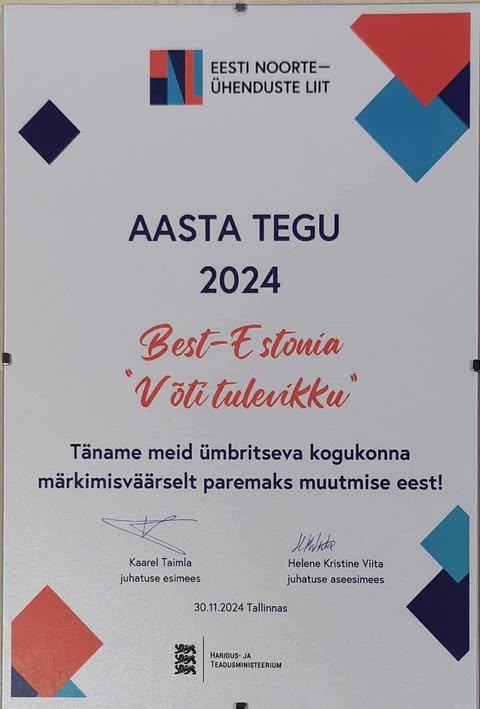 EESTI NOORTE–
ÜHENDUSTE LIIT
AASTA TEGU
2024
Best-Estonia
"Võti tulevikku"
Täname meid ümbritseva kogukonna
märkimisväärselt paremaks muutmise eest!
Kaarel Taimla
juhatuse esimees
Helene Kristine Viita
juhatuse aseesimees
30.11.2024 Tallinnas
HARIDUS- JA
TEADUSMINISTEERIUM